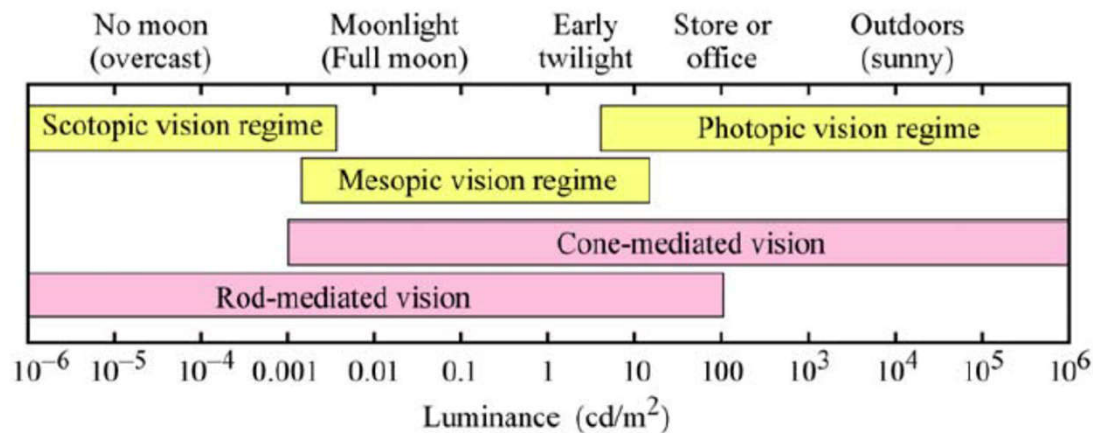 No moon
(overcast)
Moonlight
(Full moon)
Early
twilight
Store or
office
Outdoors
(sunny)
Scotopic vision regime
Photopic vision regime
Mesopic vision regime
Cone-mediated vision
Rod-mediated vision
10⁻⁶ 10⁻⁵ 10⁻⁴ 0.001 0.01 0.1 1 10 100 10³ 10⁴ 10⁵ 10⁶
Luminance (cd/m²)